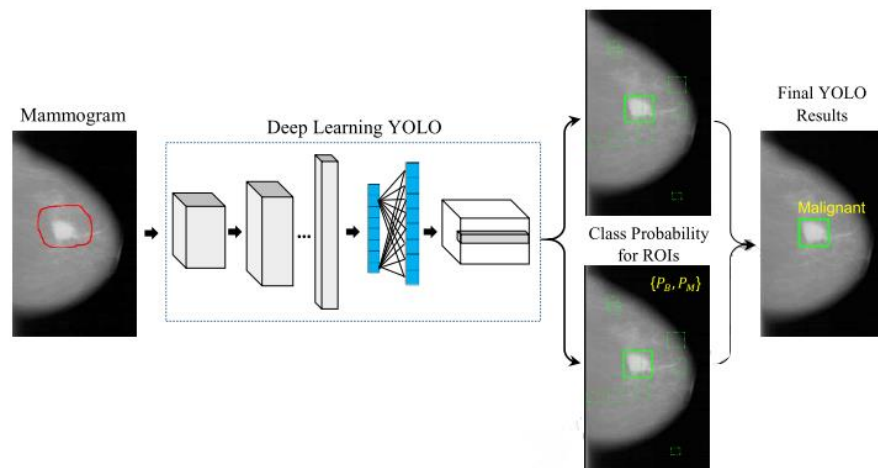 Mammogram
Deep Learning YOLO
...
Class Probability
for ROIs
{P_B, P_M}
Final YOLO
Results
Malignant